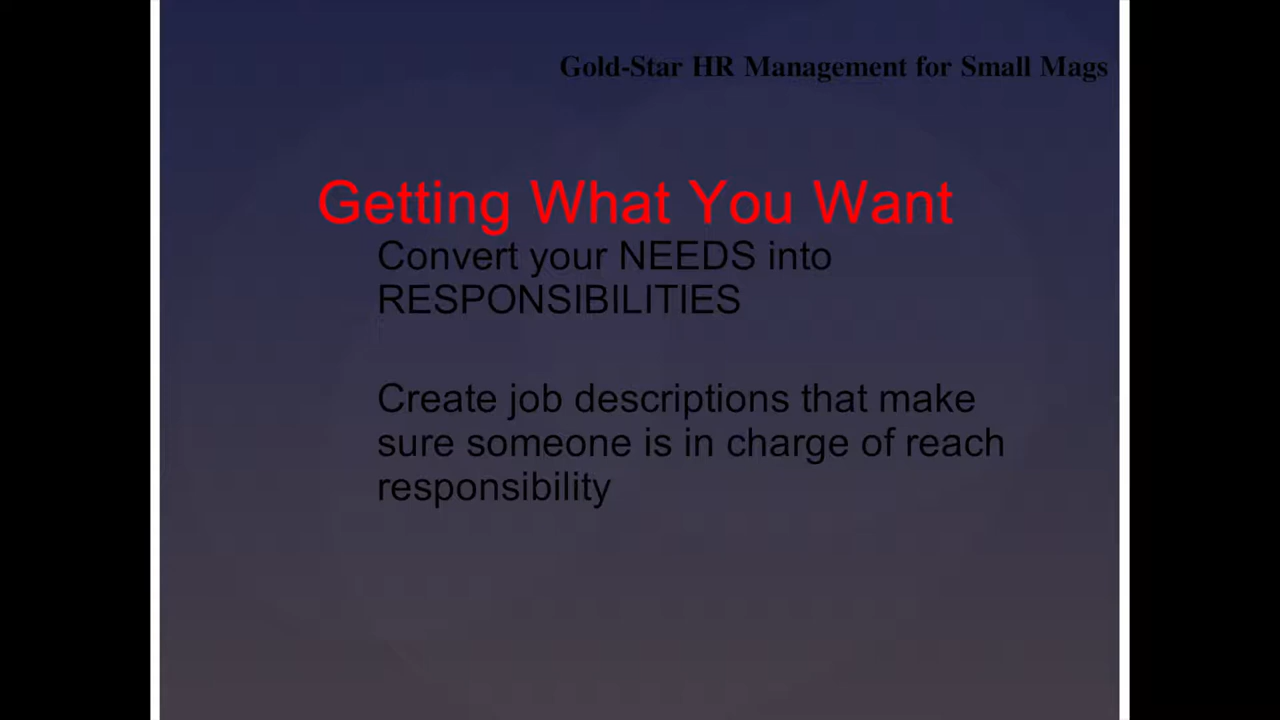 Gold-Star HR Management for Small Mags
Getting What You Want
Convert your NEEDS into
RESPONSIBILITIES
Create job descriptions that make
sure someone is in charge of reach
responsibility